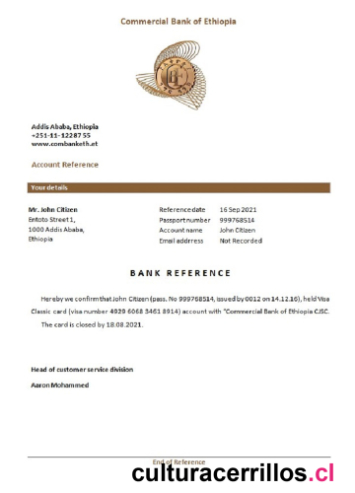 Commercial Bank of Ethiopia
Addis Ababa, Ethiopia
+251-11-1228755
www.combanketh.et
Account Reference
Your details
Mr. John Citizen
Entoto Street 1,
1000 Addis Ababa,
Ethiopia
Reference date 16 Sep 2021
Passport number 999768514
Account name John Citizen
Email addrerss Not Recorded
BANK REFERENCE
Hereby we confirm that John Citizen (pass. No 999768514, issued by 0012 on 14.12.16), held Visa
Classic card (visa number 4929 6068 3461 8914) account with "Commercial Bank of Ethiopia CJSC.
The card is closed by 18.08.2021.
Head of customer service division
Aaron Mohammed
End of Reference
culturacerrillos.cl